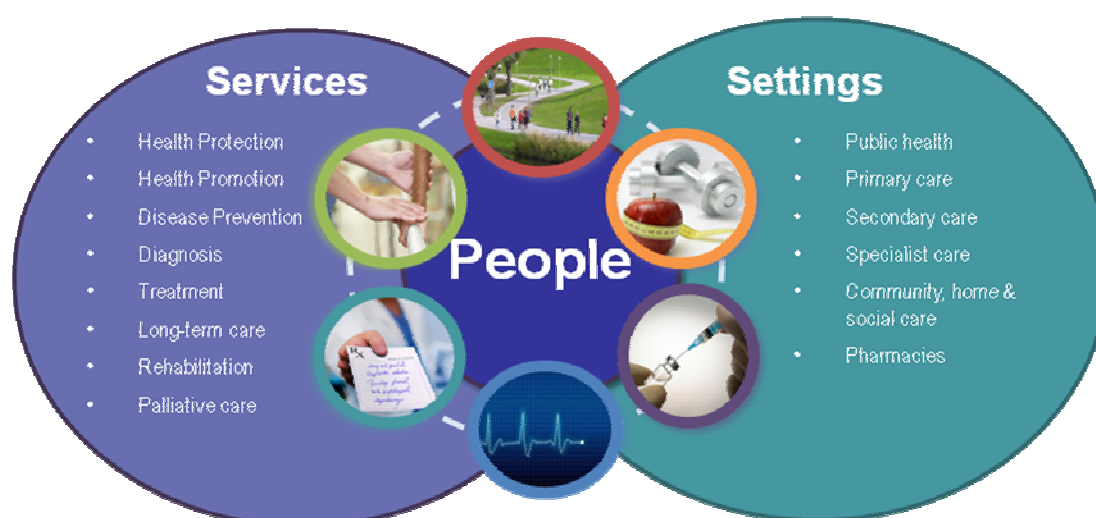 Services
• Health Protection
• Health Promotion
• Disease Prevention
• Diagnosis
• Treatment
• Long-term care
• Rehabilitation
• Palliative care
People
Settings
• Public health
• Primary care
• Secondary care
• Specialist care
• Community, home &
social care
• Pharmacies